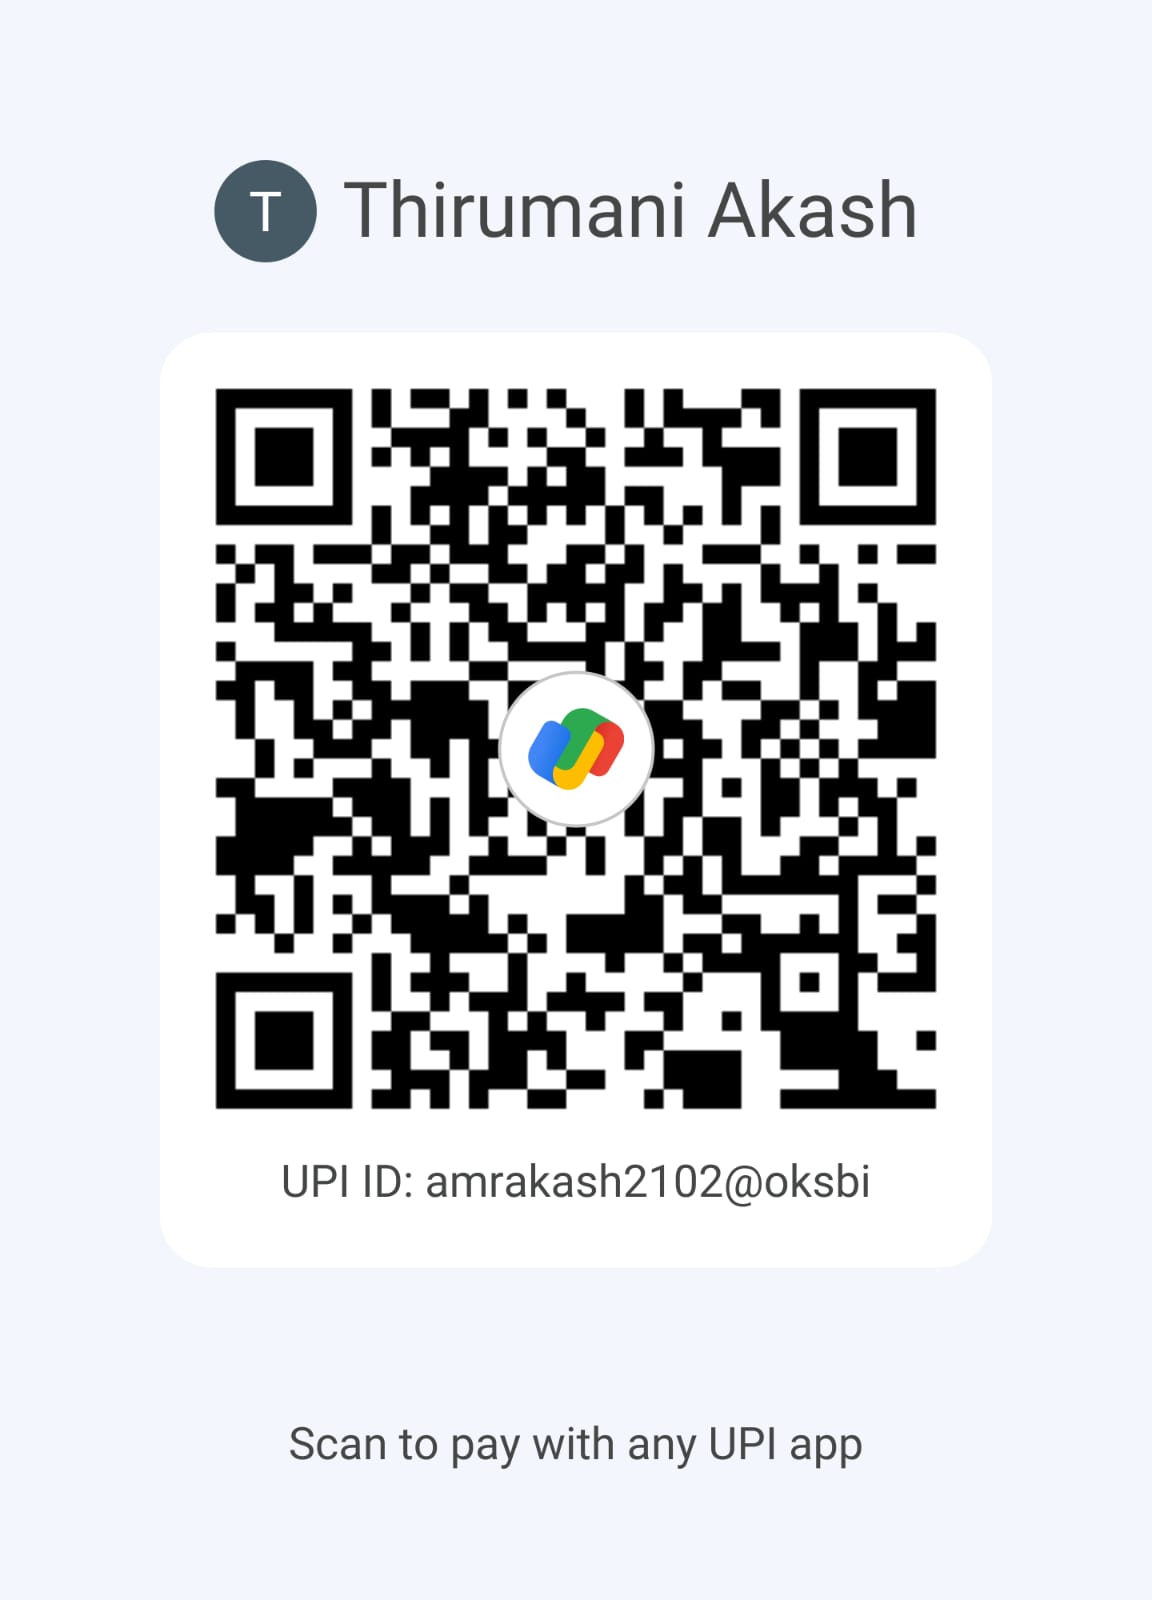 T Thirumani Akash
UPI ID: amrakash2102@oksbi
Scan to pay with any UPI app